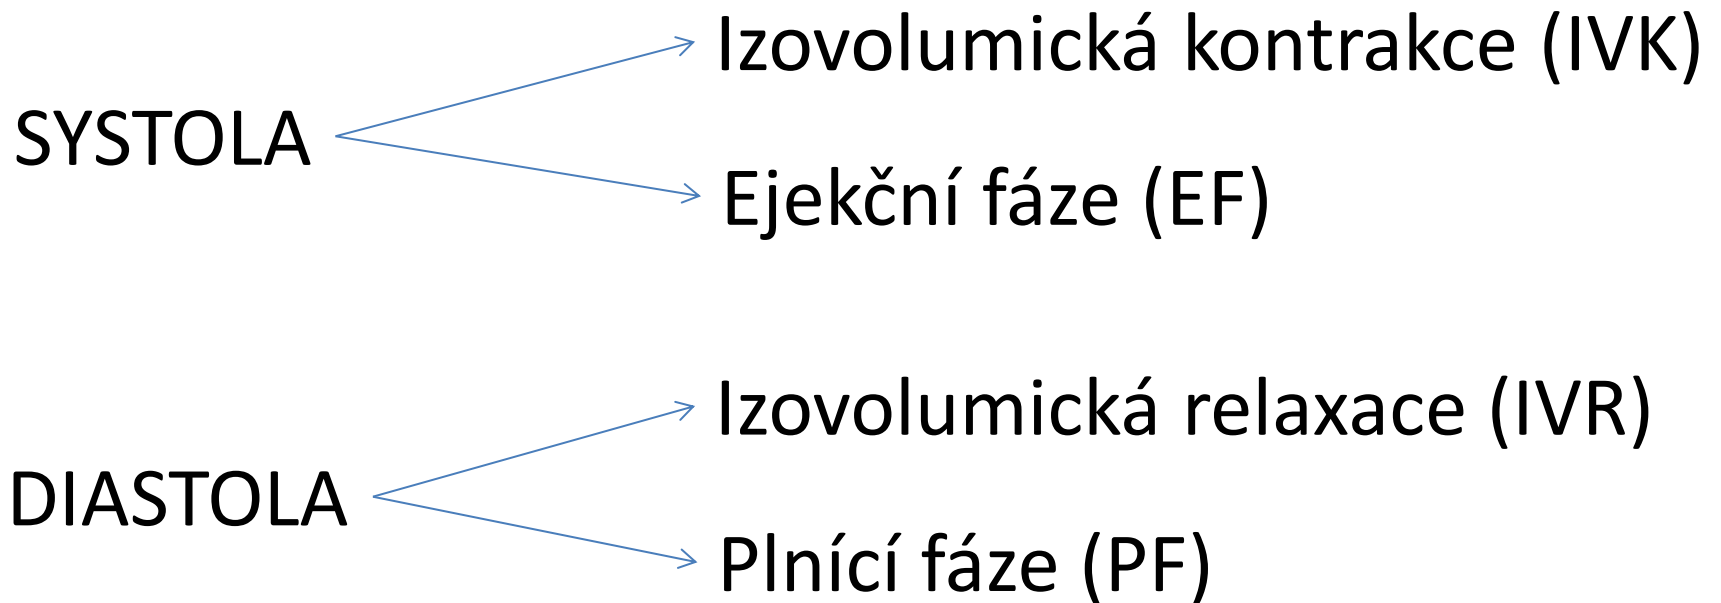 SYSTOLA
Izovolumická kontrakce (IVK)
Ejekční fáze (EF)
DIASTOLA
Izovolumická relaxace (IVR)
Plnící fáze (PF)